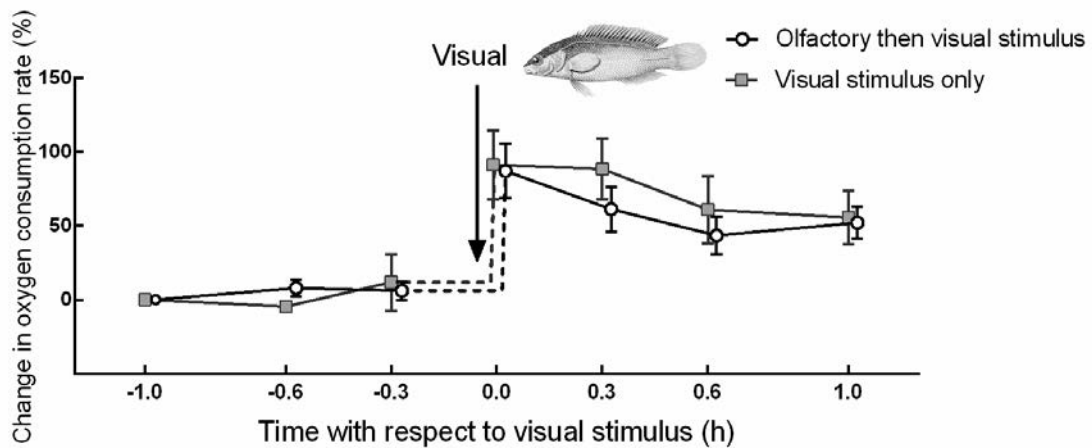 Change in oxygen consumption rate (%)
Visual
Olfactory then visual stimulus
Visual stimulus only
150
100
50
0
-1.0 -0.6 -0.3 0.0 0.3 0.6 1.0
Time with respect to visual stimulus (h)